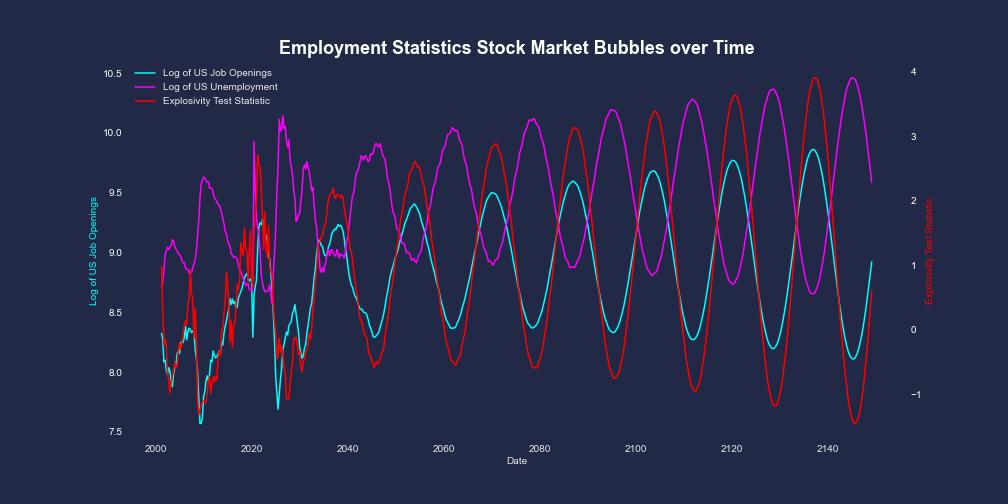 Employment Statistics Stock Market Bubbles over Time
Log of US Job Openings
Log of US Unemployment
Explosivity Test Statistic
10.5
10.0
9.5
9.0
8.5
8.0
7.5
Log of US Job Openings
4
3
2
1
0
−1
Explosivity Test Statistic
2000 2020 2040 2060 2080 2100 2120 2140
Date